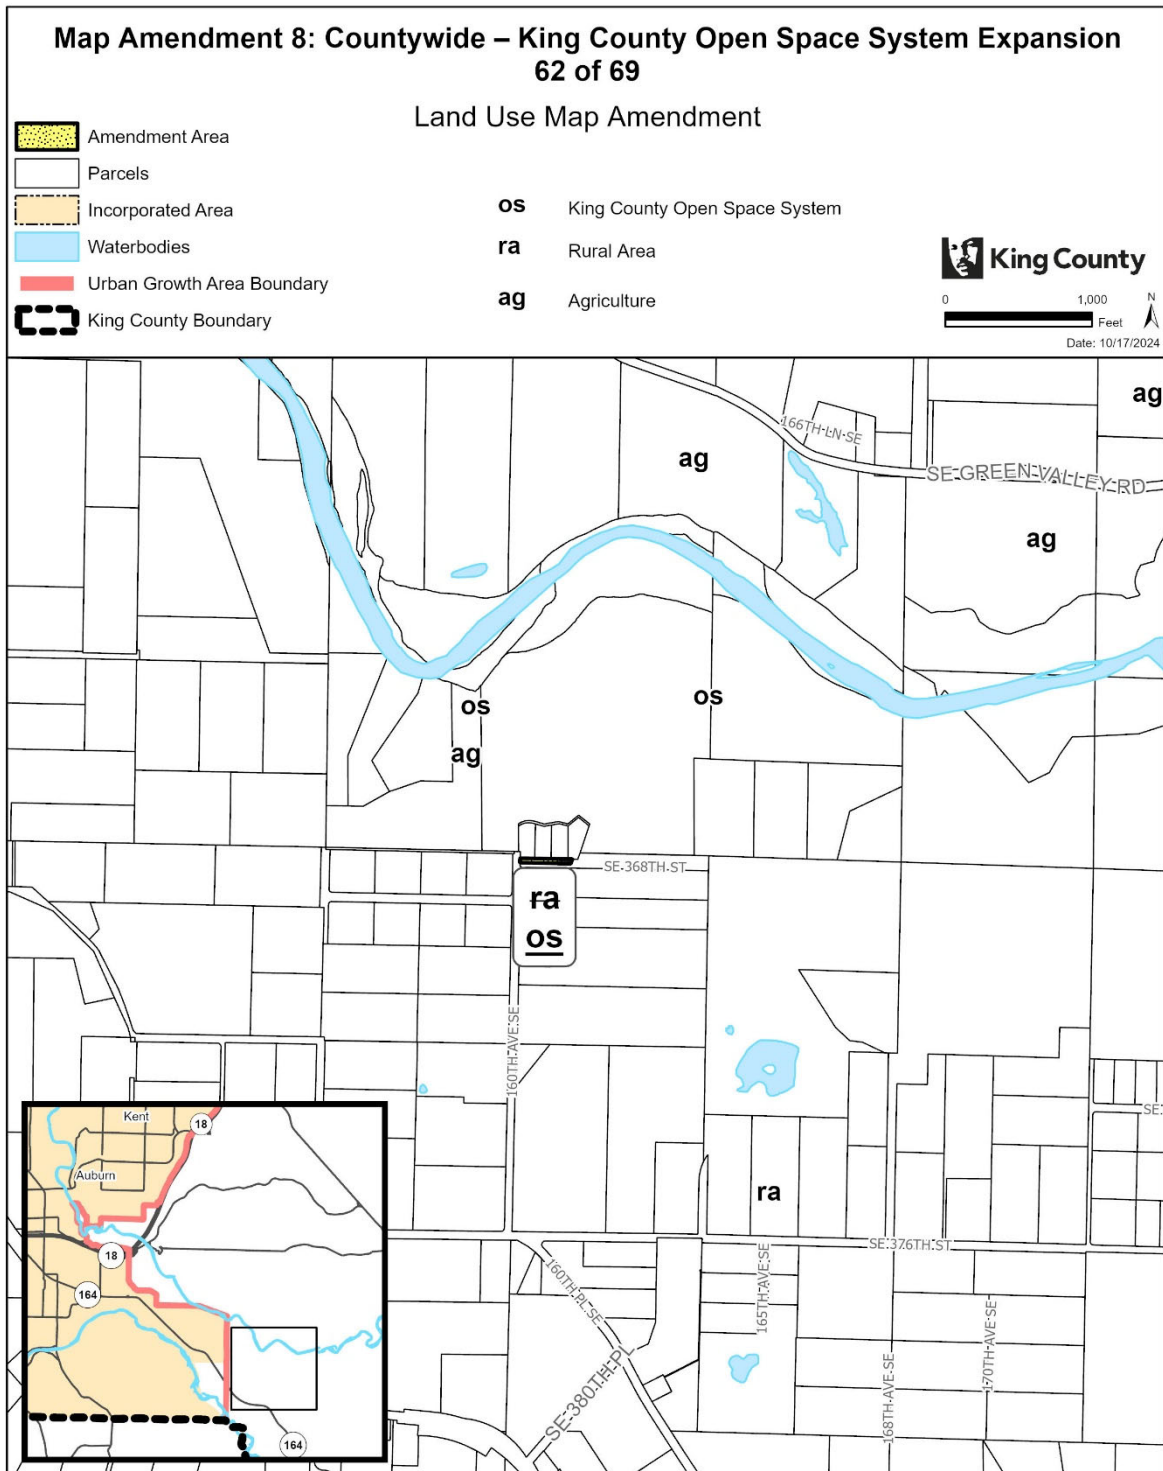 Map Amendment 8: Countywide – King County Open Space System Expansion
62 of 69
Land Use Map Amendment
Amendment Area
Parcels
Incorporated Area
Waterbodies
Urban Growth Area Boundary
King County Boundary
os King County Open Space System
ra Rural Area
ag Agriculture
King County
0 1,000
Feet
N
Date: 10/17/2024
ag
166TH LN SE
ag
SE GREEN VALLEY RD
ag
os
os
ag
SE 368TH ST
ra
os
160TH AVE SE
SE
ra
SE 376TH ST
160TH PL SE
165TH AVE SE
168TH AVE SE
170TH AVE SE
SE 380TH PL
Kent
18
Auburn
18
164
164